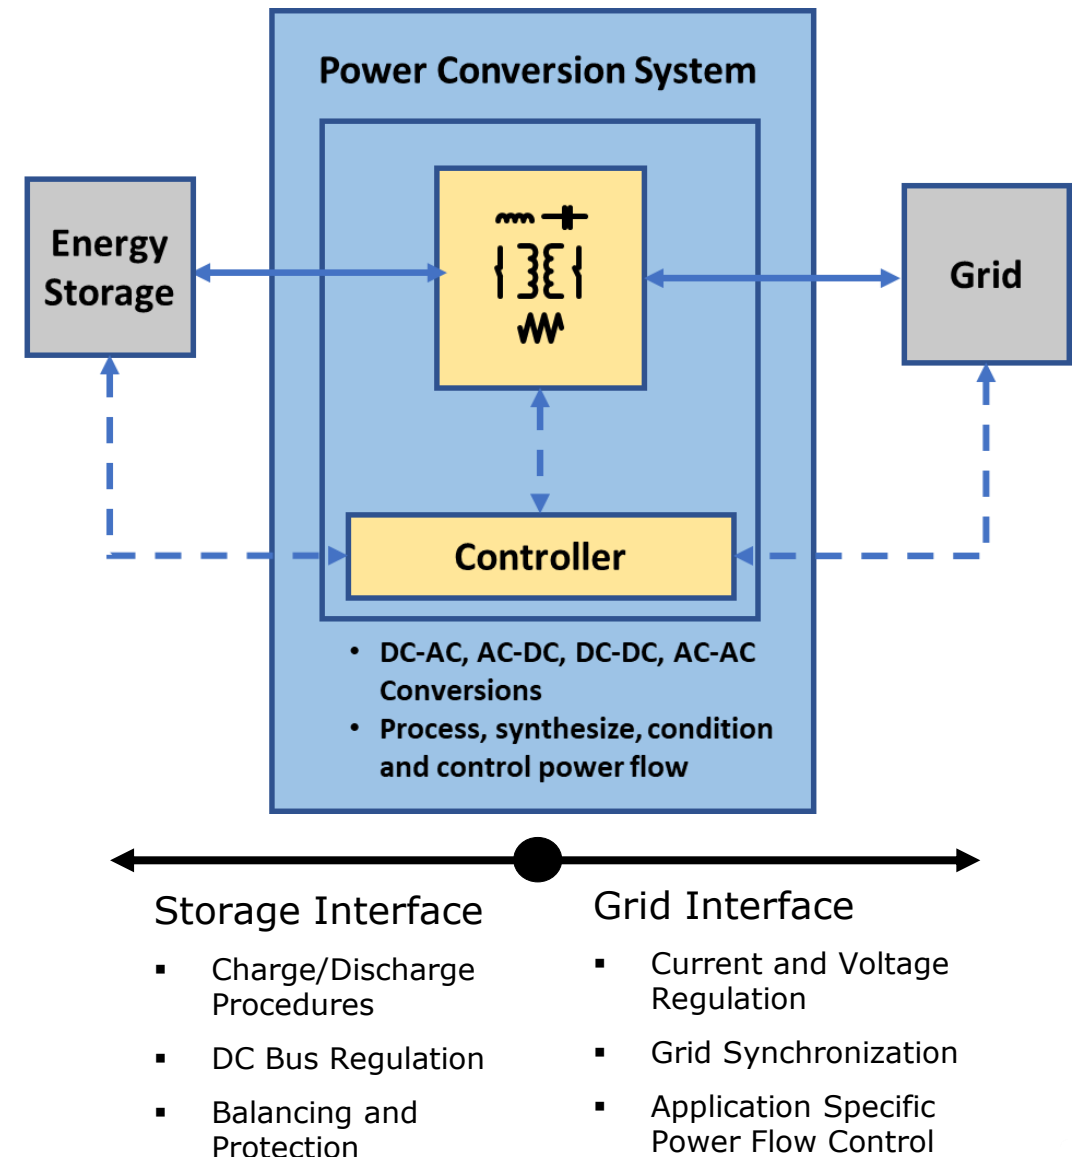 Power Conversion System
Energy
Storage
Grid
Controller
• DC-AC, AC-DC, DC-DC, AC-AC
Conversions
• Process, synthesize, condition
and control power flow
Storage Interface
▪ Charge/Discharge
Procedures
▪ DC Bus Regulation
▪ Balancing and
Protection
Grid Interface
▪ Current and Voltage
Regulation
▪ Grid Synchronization
▪ Application Specific
Power Flow Control